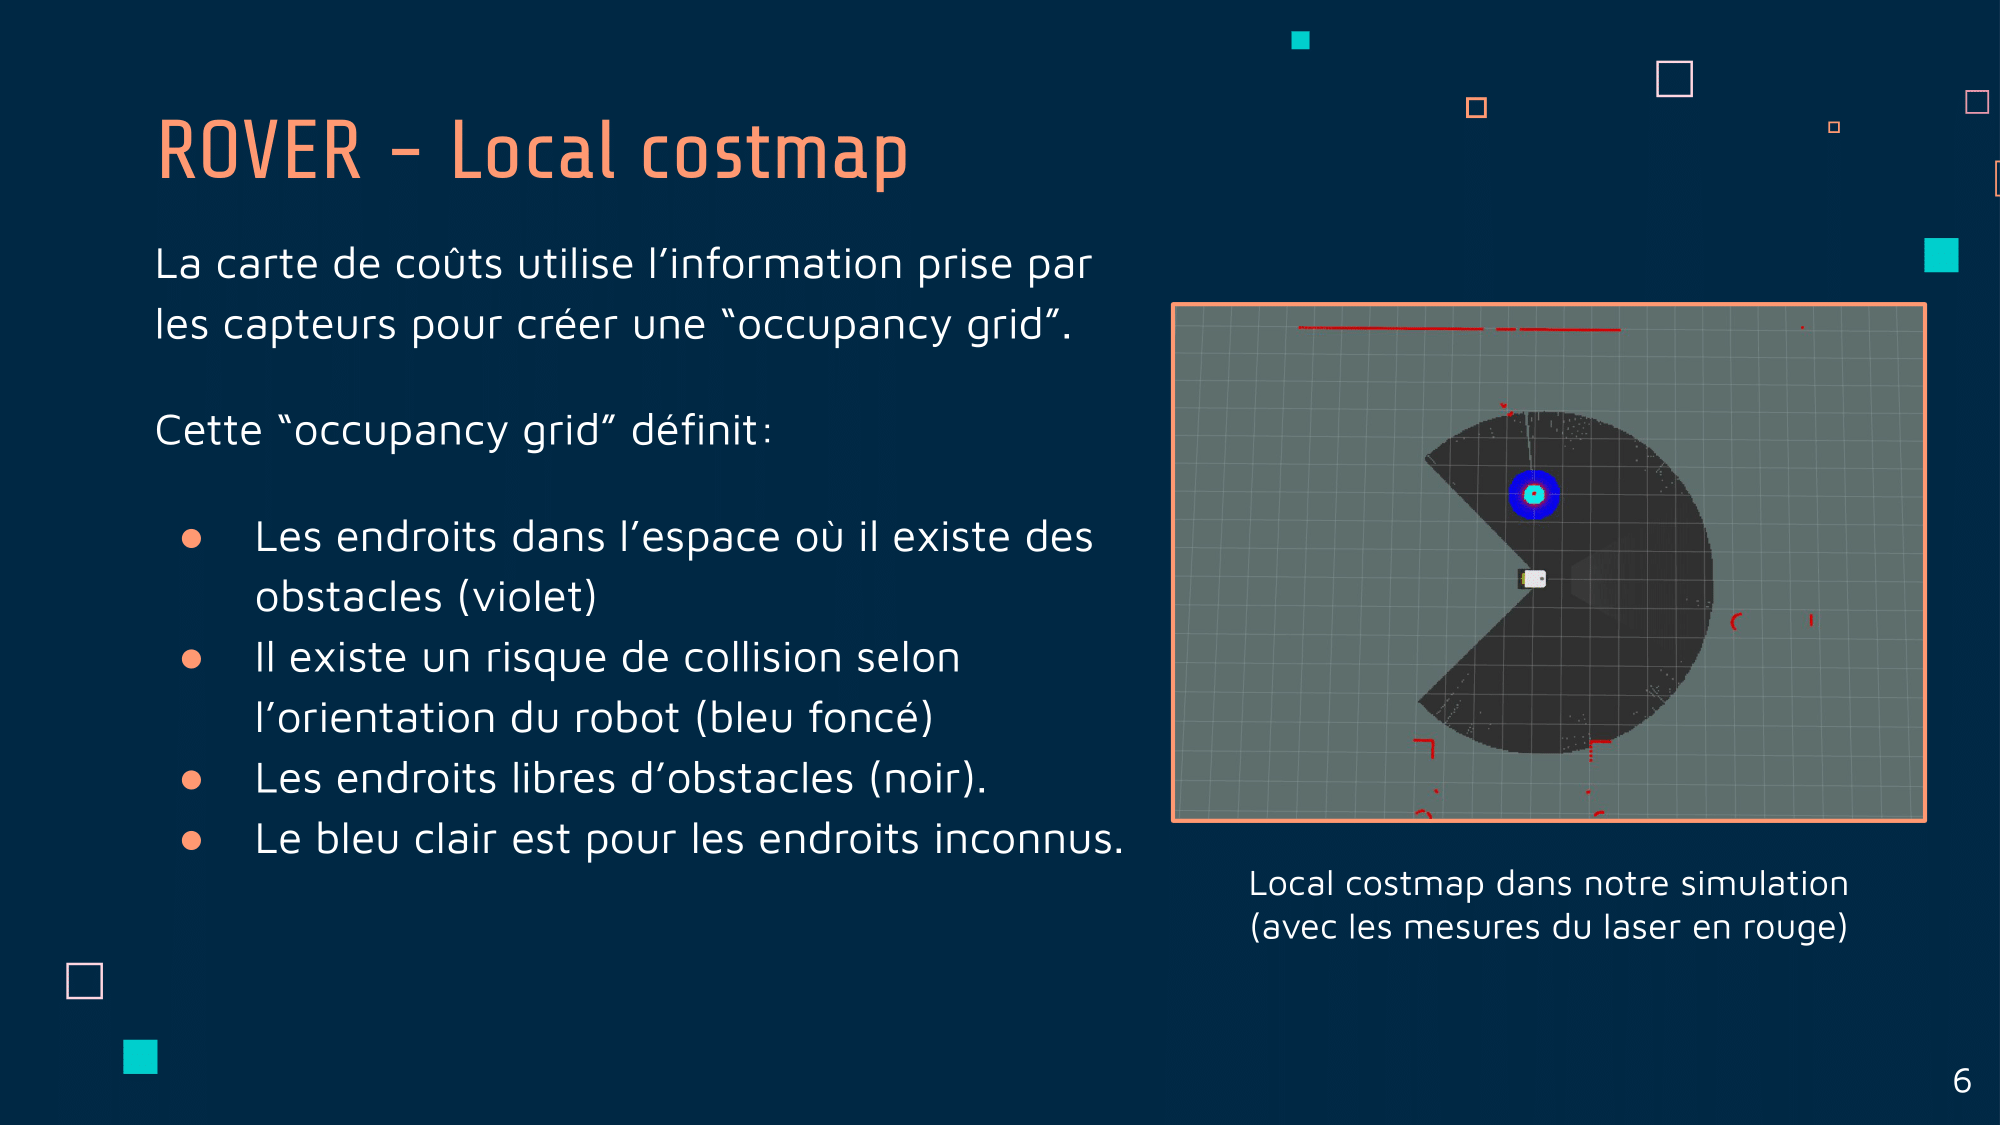 ROVER - Local costmap
La carte de coûts utilise l’information prise par
les capteurs pour créer une “occupancy grid”.
Cette “occupancy grid” définit:
● Les endroits dans l’espace où il existe des
obstacles (violet)
● Il existe un risque de collision selon
l’orientation du robot (bleu foncé)
● Les endroits libres d’obstacles (noir).
● Le bleu clair est pour les endroits inconnus.
Local costmap dans notre simulation
(avec les mesures du laser en rouge)
6